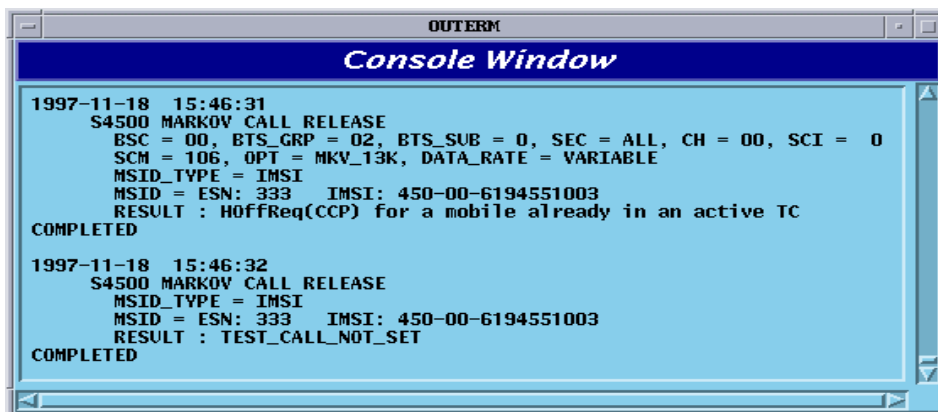 OUTERM
Console Window
1997-11-18 15:46:31
S4500 MARKOV CALL RELEASE
BSC = 00, BTS_GRP = 02, BTS_SUB = 0, SEC = ALL, CH = 00, SCI = 0
SCM = 106, OPT = MKV_13K, DATA_RATE = VARIABLE
MSID_TYPE = IMSI
MSID = ESN: 333 IMSI: 450-00-6194551003
RESULT : HOffReq(CCP) for a mobile already in an active TC
COMPLETED
1997-11-18 15:46:32
S4500 MARKOV CALL RELEASE
MSID_TYPE = IMSI
MSID = ESN: 333 IMSI: 450-00-6194551003
RESULT : TEST_CALL_NOT_SET
COMPLETED